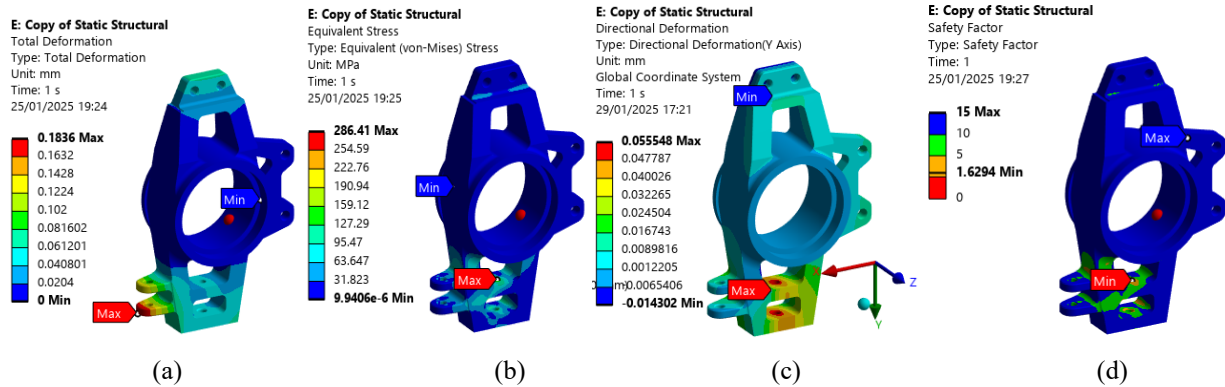 E: Copy of Static Structural
Total Deformation
Type: Total Deformation
Unit: mm
Time: 1 s
25/01/2025 19:24
0.1836 Max
0.1632
0.1428
0.1224
0.102
0.081602
0.061201
0.040801
0.0204
0 Min
Min
Max
(a)
E: Copy of Static Structural
Equivalent Stress
Type: Equivalent (von-Mises) Stress
Unit: MPa
Time: 1 s
25/01/2025 19:25
286.41 Max
254.59
222.76
190.94
159.12
127.29
95.47
63.647
31.823
9.9406e-6 Min
Min
Max
(b)
E: Copy of Static Structural
Directional Deformation
Type: Directional Deformation(Y Axis)
Unit: mm
Global Coordinate System
Time: 1 s
29/01/2025 17:21
0.055548 Max
0.047787
0.040026
0.032265
0.024504
0.016743
0.0089816
0.0012205
-0.0065406
-0.014302 Min
Min
Max
X
Z
Y
(c)
E: Copy of Static Structural
Safety Factor
Type: Safety Factor
Time: 1
25/01/2025 19:27
15 Max
10
5
1.6294 Min
0
Max
Min
(d)